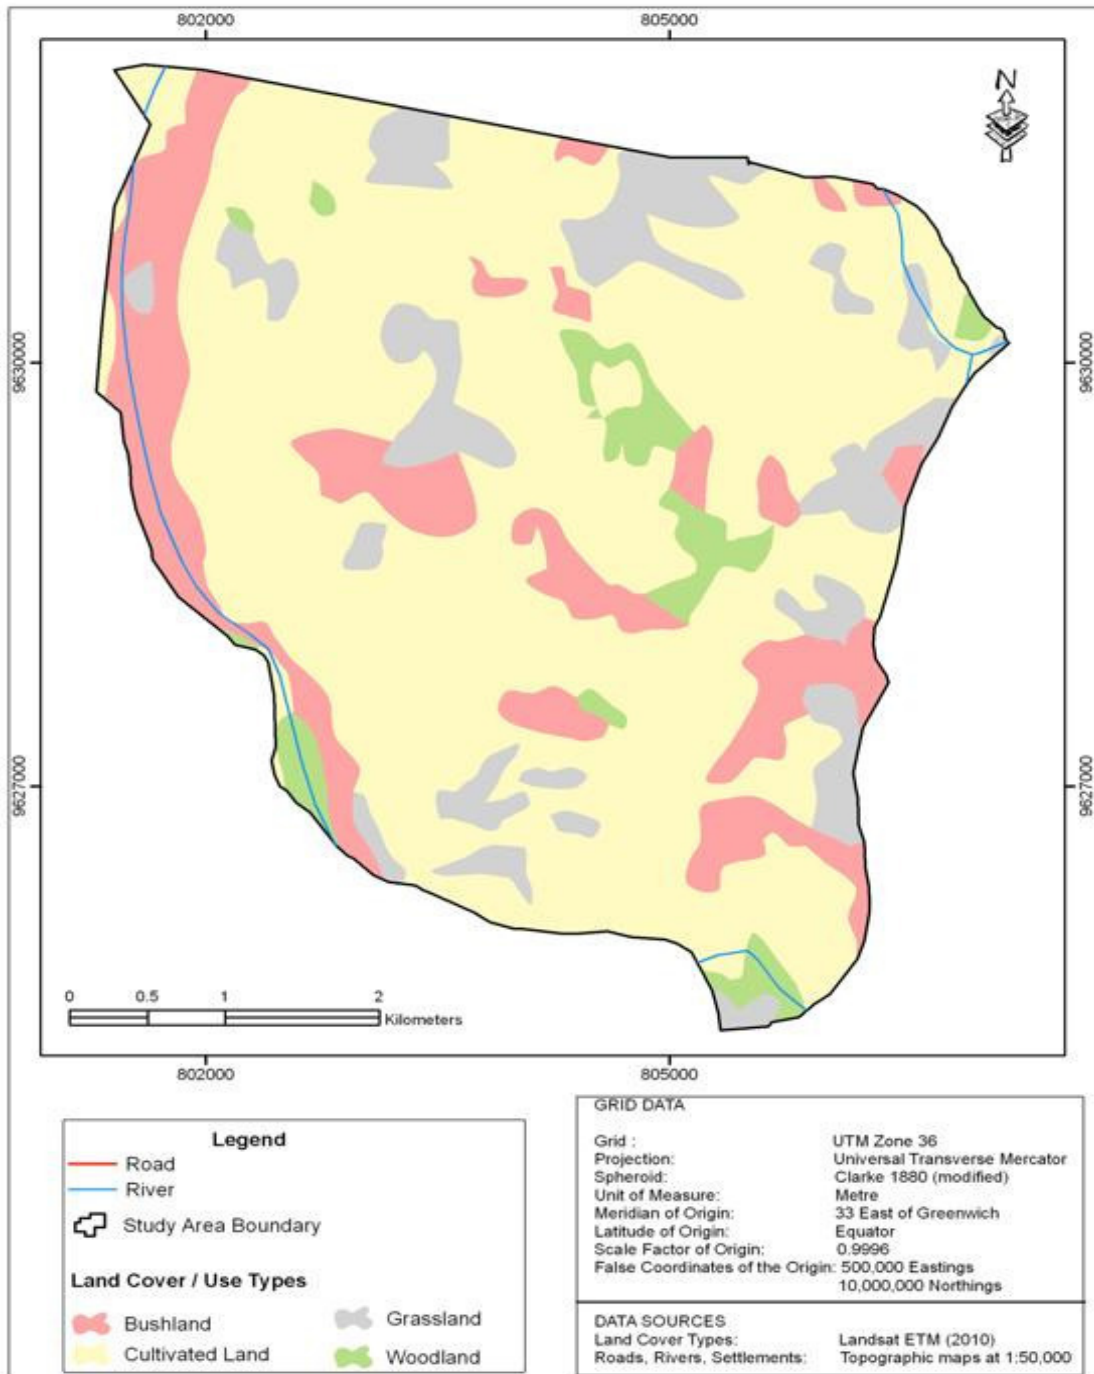 802000 805000
N
9630000 9630000
9627000 9627000
0 0.5 1 2
Kilometers
802000 805000
Legend
Road
River
Study Area Boundary
Land Cover / Use Types
Bushland
Grassland
Cultivated Land
Woodland
GRID DATA
Grid : UTM Zone 36
Projection: Universal Transverse Mercator
Spheroid: Clarke 1880 (modified)
Unit of Measure: Metre
Meridian of Origin: 33 East of Greenwich
Latitude of Origin: Equator
Scale Factor of Origin: 0.9996
False Coordinates of the Origin: 500,000 Eastings
10,000,000 Northings
DATA SOURCES
Land Cover Types: Landsat ETM (2010)
Roads, Rivers, Settlements: Topographic maps at 1:50,000